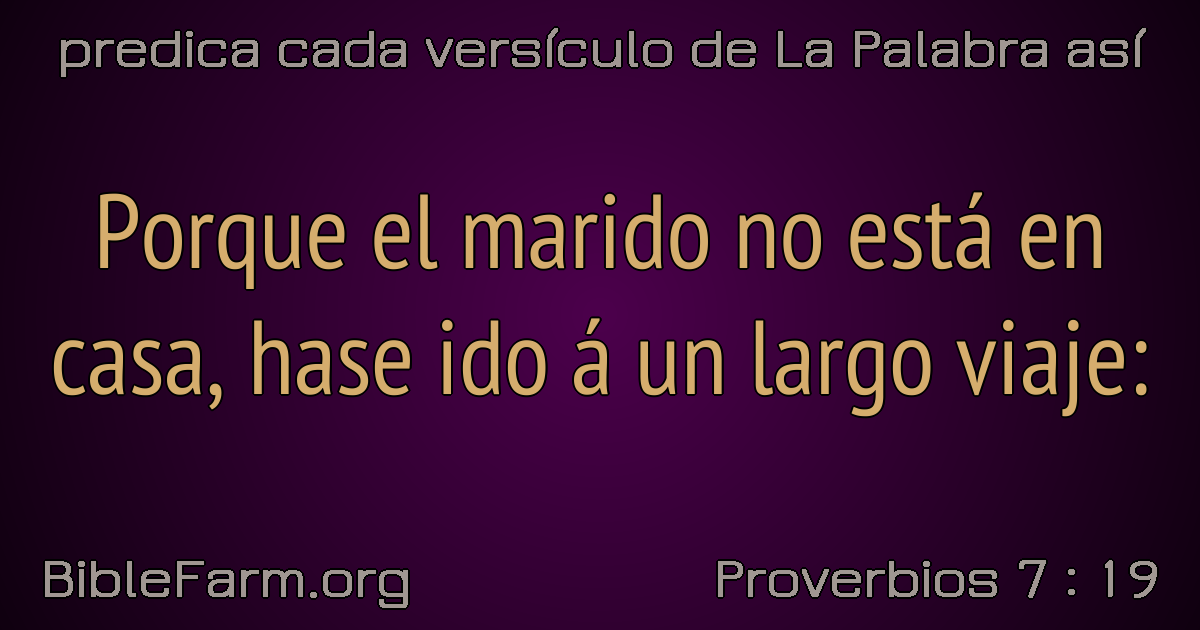 predica cada versículo de La Palabra así
Porque el marido no está en
casa, hase ido á un largo viaje:
BibleFarm.org
Proverbios 7 : 19